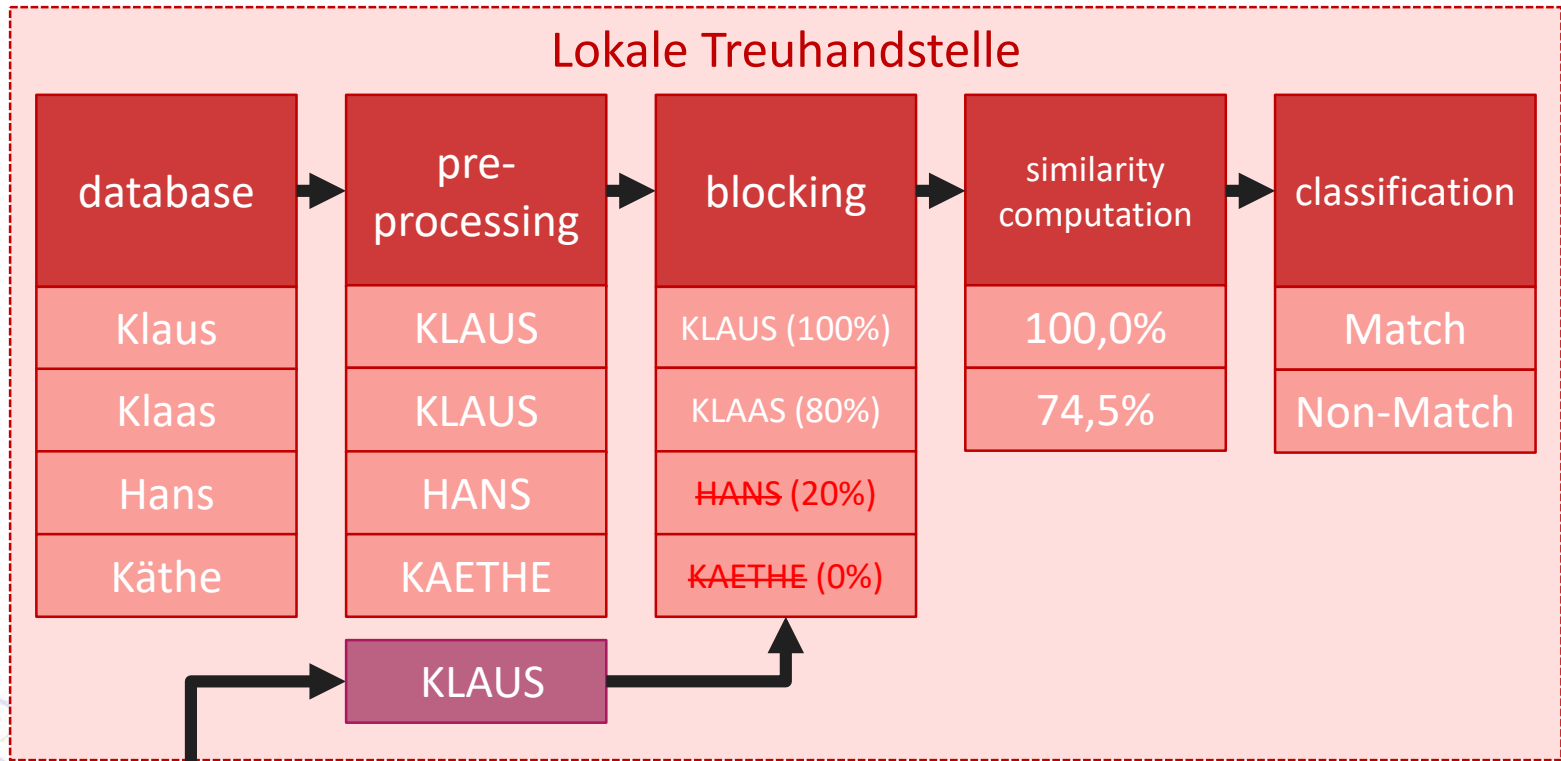 Lokale Treuhandstelle
database
pre-
processing
blocking
similarity
computation
classification
Klaus
KLAUS
KLAUS (100%)
100,0%
Match
Klaas
KLAUS
KLAAS (80%)
74,5%
Non-Match
Hans
HANS
HANS (20%)
Käthe
KAETHE
KAETHE (0%)
KLAUS